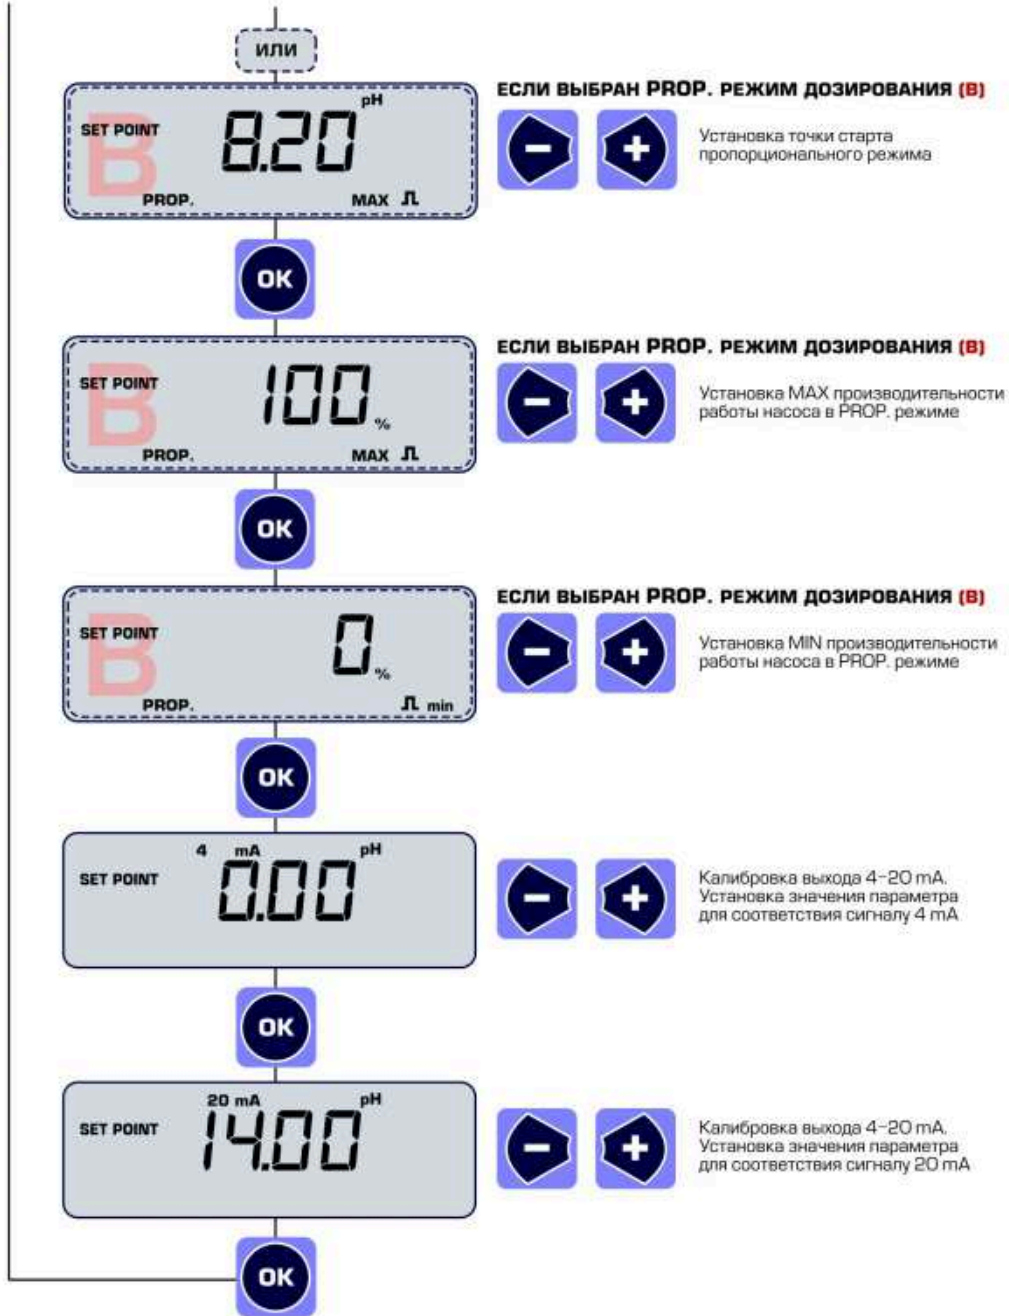 ИЛИ
ЕСЛИ ВЫБРАН PROP. РЕЖИМ ДОЗИРОВАНИЯ (B)
pH
SET POINT
B
8.20
PROP.
MAX
- +
Установка точки старта
пропорционального режима
OK
ЕСЛИ ВЫБРАН PROP. РЕЖИМ ДОЗИРОВАНИЯ (B)
SET POINT
B
100 %
PROP.
MAX
- +
Установка MAX производительности
работы насоса в PROP. режиме
OK
ЕСЛИ ВЫБРАН PROP. РЕЖИМ ДОЗИРОВАНИЯ (B)
SET POINT
B
0 %
PROP.
min
- +
Установка MIN производительности
работы насоса в PROP. режиме
OK
4 mA pH
SET POINT
0.00
- +
Калибровка выхода 4-20 mA.
Установка значения параметра
для соответствия сигналу 4 mA
OK
20 mA pH
SET POINT
14.00
- +
Калибровка выхода 4-20 mA.
Установка значения параметра
для соответствия сигналу 20 mA
OK